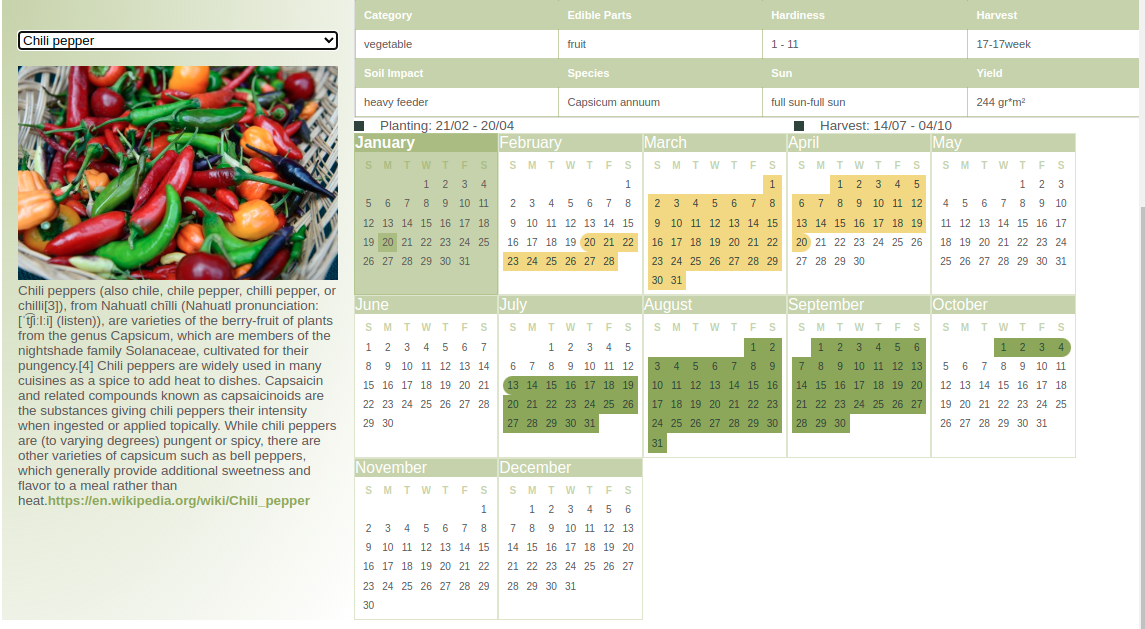 Chili pepper
Chili peppers (also chile, chile pepper, chilli pepper, or
chilli[3]), from Nahuatl chīlli (Nahuatl pronunciation:
[ˈt͡ʃiːlːi] (listen)), are varieties of the berry-fruit of plants
from the genus Capsicum, which are members of the
nightshade family Solanaceae, cultivated for their
pungency.[4] Chili peppers are widely used in many
cuisines as a spice to add heat to dishes. Capsaicin
and related compounds known as capsaicinoids are
the substances giving chili peppers their intensity
when ingested or applied topically. While chili peppers
are (to varying degrees) pungent or spicy, there are
other varieties of capsicum such as bell peppers,
which generally provide additional sweetness and
flavor to a meal rather than
heat.https://en.wikipedia.org/wiki/Chili_pepper
Category Edible Parts Hardiness Harvest
vegetable fruit 1 - 11 17-17week
Soil Impact Species Sun Yield
heavy feeder Capsicum annuum full sun-full sun 244 gr*m²
Planting: 21/02 - 20/04 Harvest: 14/07 - 04/10
January
S M T W T F S
1 2 3 4
5 6 7 8 9 10 11
12 13 14 15 16 17 18
19 20 21 22 23 24 25
26 27 28 29 30 31
February
S M T W T F S
1
2 3 4 5 6 7 8
9 10 11 12 13 14 15
16 17 18 19 20 21 22
23 24 25 26 27 28
March
S M T W T F S
1
2 3 4 5 6 7 8
9 10 11 12 13 14 15
16 17 18 19 20 21 22
23 24 25 26 27 28 29
30 31
April
S M T W T F S
1 2 3 4 5
6 7 8 9 10 11 12
13 14 15 16 17 18 19
20 21 22 23 24 25 26
27 28 29 30
May
S M T W T F S
1 2 3
4 5 6 7 8 9 10
11 12 13 14 15 16 17
18 19 20 21 22 23 24
25 26 27 28 29 30 31
June
S M T W T F S
1 2 3 4 5 6 7
8 9 10 11 12 13 14
15 16 17 18 19 20 21
22 23 24 25 26 27 28
29 30
July
S M T W T F S
1 2 3 4 5
6 7 8 9 10 11 12
13 14 15 16 17 18 19
20 21 22 23 24 25 26
27 28 29 30 31
August
S M T W T F S
1 2
3 4 5 6 7 8 9
10 11 12 13 14 15 16
17 18 19 20 21 22 23
24 25 26 27 28 29 30
31
September
S M T W T F S
1 2 3 4 5 6
7 8 9 10 11 12 13
14 15 16 17 18 19 20
21 22 23 24 25 26 27
28 29 30
October
S M T W T F S
1 2 3 4
5 6 7 8 9 10 11
12 13 14 15 16 17 18
19 20 21 22 23 24 25
26 27 28 29 30 31
November
S M T W T F S
1
2 3 4 5 6 7 8
9 10 11 12 13 14 15
16 17 18 19 20 21 22
23 24 25 26 27 28 29
30
December
S M T W T F S
1 2 3 4 5 6
7 8 9 10 11 12 13
14 15 16 17 18 19 20
21 22 23 24 25 26 27
28 29 30 31